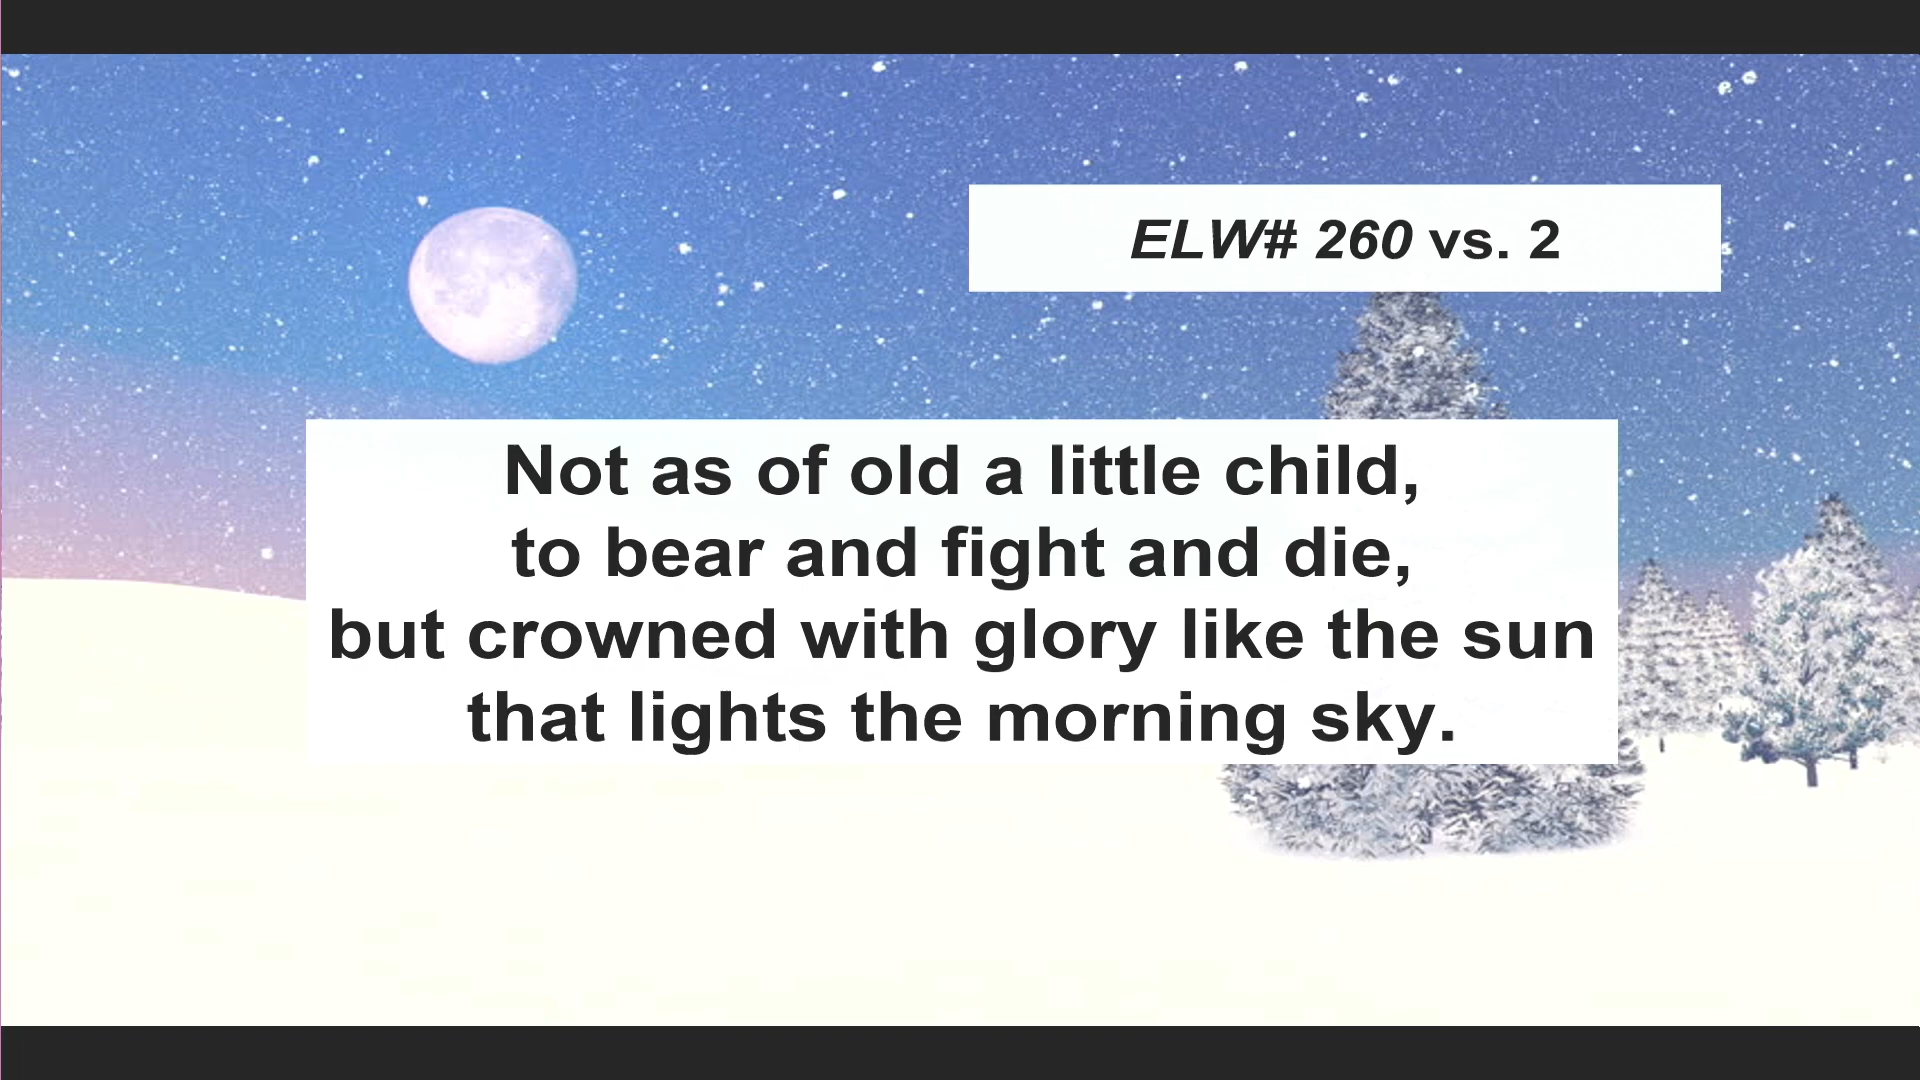 ELW# 260 vs. 2
Not as of old a little child,
to bear and fight and die,
but crowned with glory like the sun
that lights the morning sky.